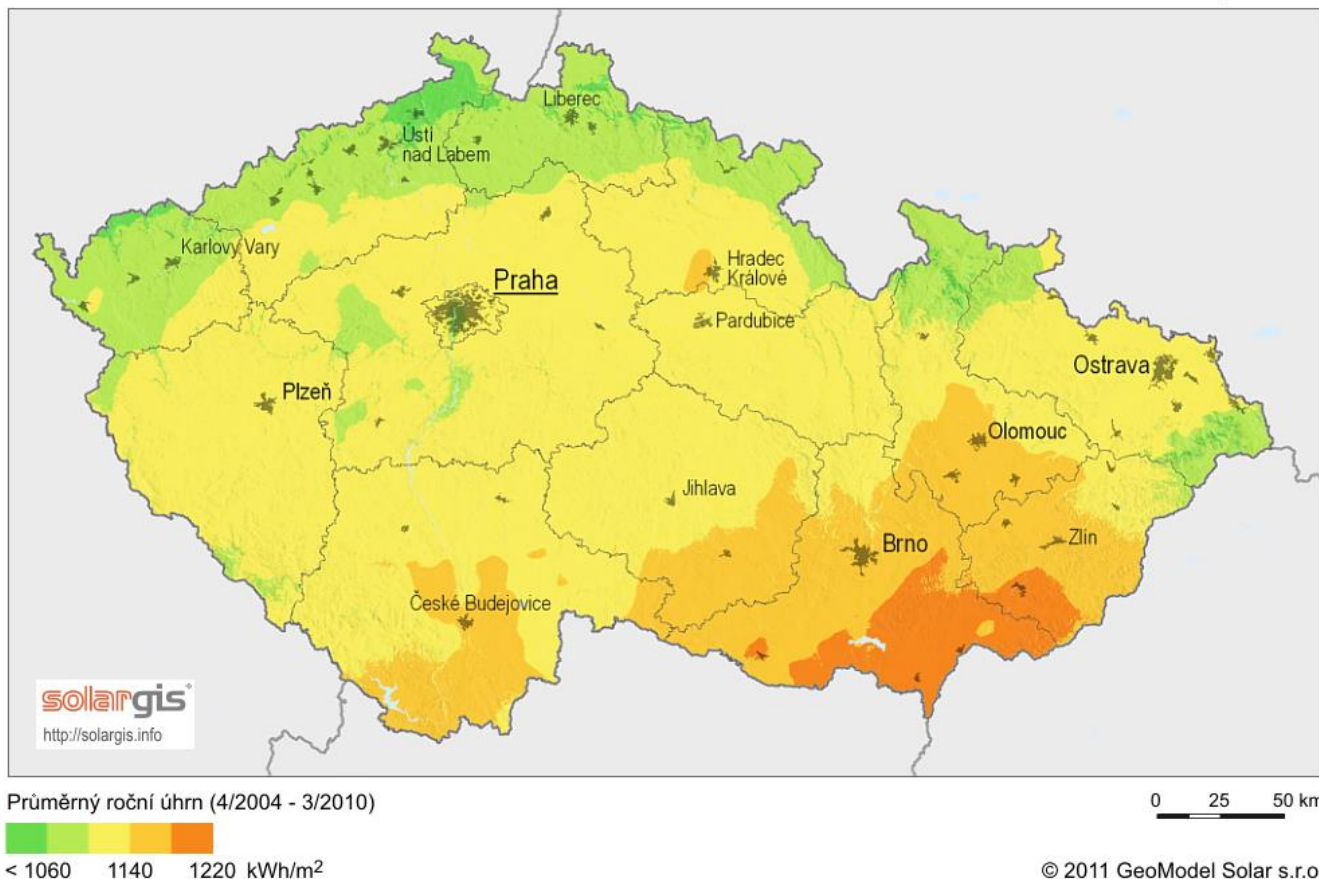 Liberec
Ústí
nad Labem
Karlovy Vary
Praha
Hradec
Králové
Pardubice
Plzeň
Ostrava
Olomouc
Jihlava
Brno
Zlín
České Budejovice
solargis
http://solargis.info
Průměrný roční úhrn (4/2004 - 3/2010)
0 25 50 km
< 1060 1140 1220 kWh/m²
© 2011 GeoModel Solar s.r.o